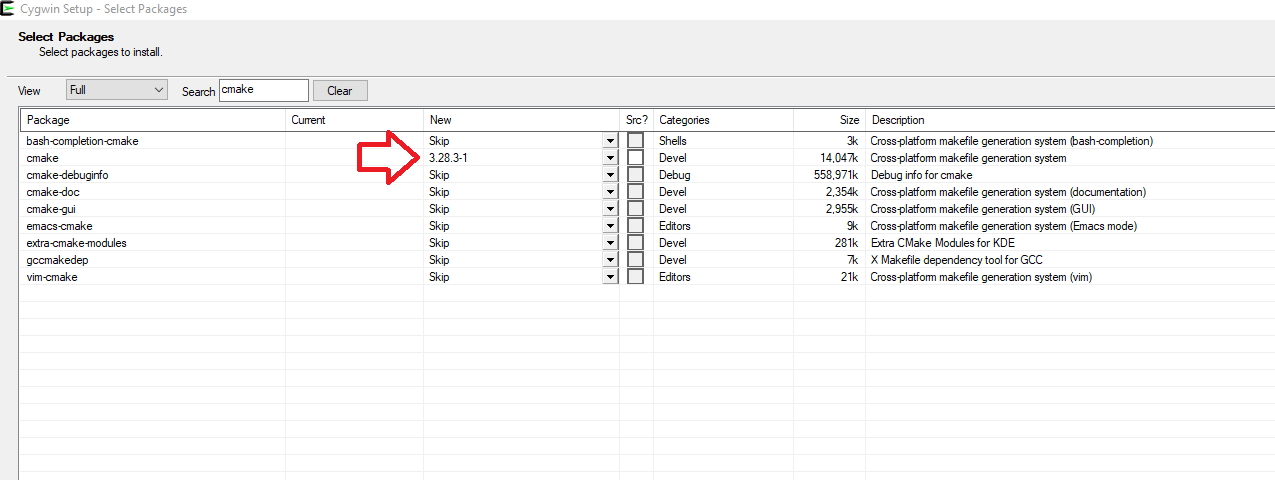 Cygwin Setup - Select Packages
Select Packages
Select packages to install.
View Full Search cmake Clear
Package Current New Src? Categories Size Description
bash-completion-cmake Skip Shells 3k Cross-platform makefile generation system (bash-completion)
cmake 3.28.3-1 Devel 14,047k Cross-platform makefile generation system
cmake-debuginfo Skip Debug 558,971k Debug info for cmake
cmake-doc Skip Devel 2,354k Cross-platform makefile generation system (documentation)
cmake-gui Skip Devel 2,955k Cross-platform makefile generation system (GUI)
emacs-cmake Skip Editors 9k Cross-platform makefile generation system (Emacs mode)
extra-cmake-modules Skip Devel 281k Extra CMake Modules for KDE
gccmakedep Skip Devel 7k X Makefile dependency tool for GCC
vim-cmake Skip Editors 21k Cross-platform makefile generation system (vim)